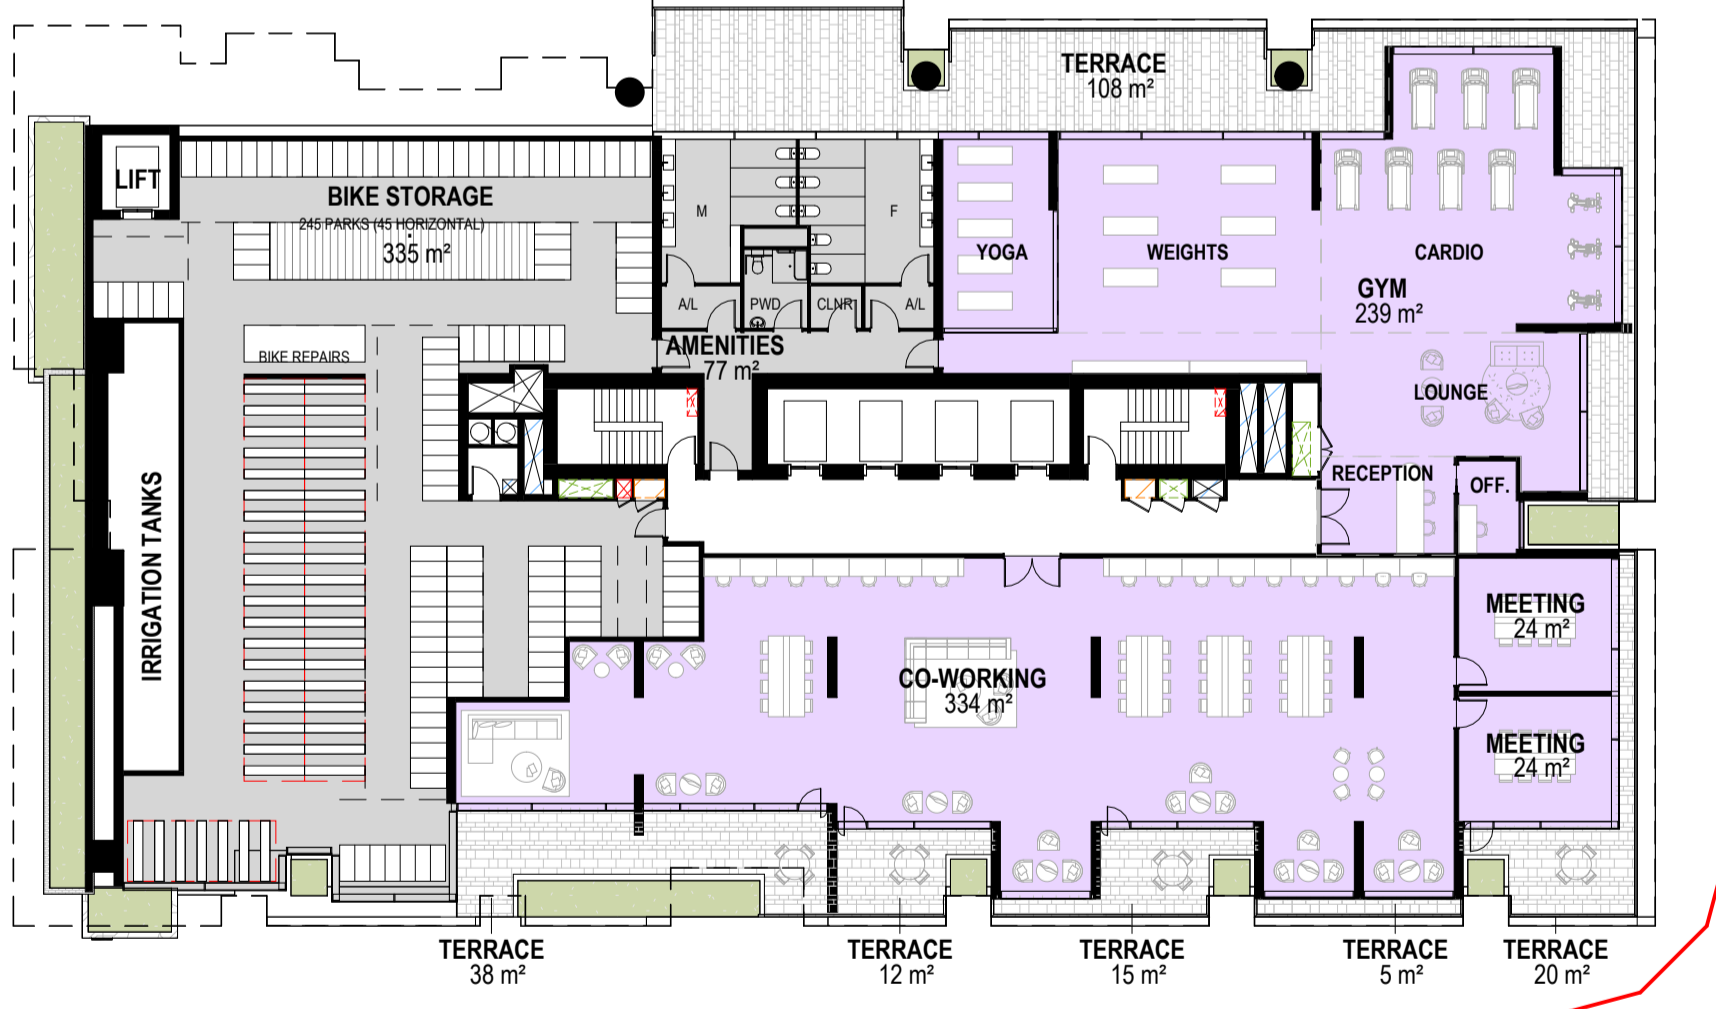 TERRACE
108 m²
LIFT
BIKE STORAGE
245 PARKS (45 HORIZONTAL)
335 m²
M
F
YOGA
WEIGHTS
CARDIO
GYM
239 m²
A/L
PWD
CLNR
A/L
AMENITIES
77 m²
BIKE REPAIRS
LOUNGE
RECEPTION
OFF.
IRRIGATION TANKS
MEETING
24 m²
CO-WORKING
334 m²
MEETING
24 m²
TERRACE
38 m²
TERRACE
12 m²
TERRACE
15 m²
TERRACE
5 m²
TERRACE
20 m²